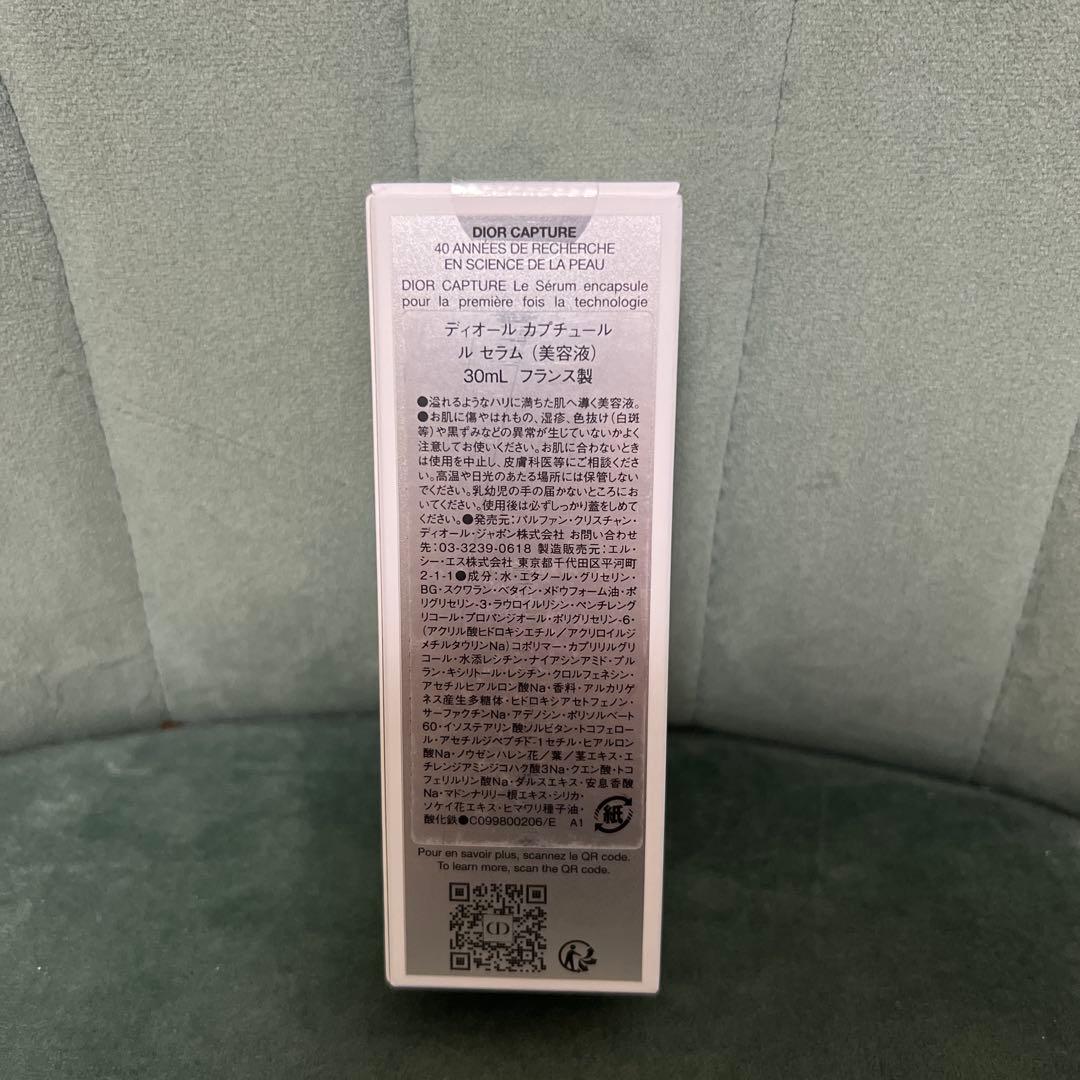 DIOR CAPTURE
40 ANNÉES DE RECHERCHE
EN SCIENCE DE LA PEAU
DIOR CAPTURE Le Sérum encapsule
pour la première fois la technologie
ディオール カプチュール
ル セラム（美容液）
30mL フランス製
●溢れるようなハリに満ちた肌へ導く美容液。
●お肌に傷やはれもの、湿疹、色抜け（白斑
等）や黒ずみなどの異常が生じていないかよく
注意してお使いください。お肌に合わないとき
は使用を中止し、皮膚科医等にご相談くださ
い。高温や日光のあたる場所には保管しない
でください。乳幼児の手の届かないところにお
いてください。使用後は必ずしっかり蓋をしめて
ください。●発売元：パルファン・クリスチャン・
ディオール・ジャポン株式会社 お問い合わせ
先：03-3239-0618 製造販売元：エル・
シー・エス株式会社 東京都千代田区平河町
2-1-1●成分：水・エタノール・グリセリン・
BG・スクワラン・ベタイン・メドウフォーム油・ポ
リグリセリン-3・ラウロイルリシン・ペンチレング
リコール・プロパンジオール・ポリグリセリン-6・
（アクリル酸ヒドロキシエチル／アクリロイルジ
メチルタウリンNa）コポリマー・カプリリルグリ
コール・水添レシチン・ナイアシンアミド・プル
ラン・キシリトール・レシチン・クロルフェネシン・
アセチルヒアルロン酸Na・香料・アルカリゲ
ネス産生多糖体・ヒドロキシアセトフェノン・
サーファクチンNa・アデノシン・ポリソルベート
60・イソステアリン酸ソルビタン・トコフェロー
ル・アセチルジペプチド-1セチル・ヒアルロン
酸Na・ノウゼンハレン花／葉／茎エキス・エ
チレンジアミンジコハク酸3Na・クエン酸・トコ
フェリルリン酸Na・ダルスエキス・安息香酸
Na・マドンナリリー根エキス・シリカ・
ソケイ花エキス・ヒマワリ種子油・
酸化鉄●C099800206/E A1
紙
Pour en savoir plus, scannez le QR code.
To learn more, scan the QR code.
CD